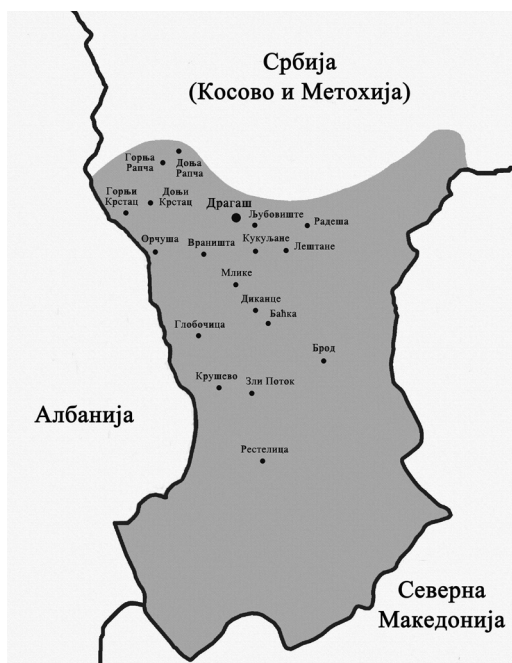 Србија
(Косово и Метохија)
Горња
Рапча
Доња
Рапча
Горњи
Крстац
Доњи
Крстац
Драгаш
Љубовиште
Радеша
Орчуша
Враништа
Кукуљане
Лештане
Млике
Диканце
Баћка
Глобочица
Брод
Крушево
Зли Поток
Албанија
Рестелица
Северна
Македонија